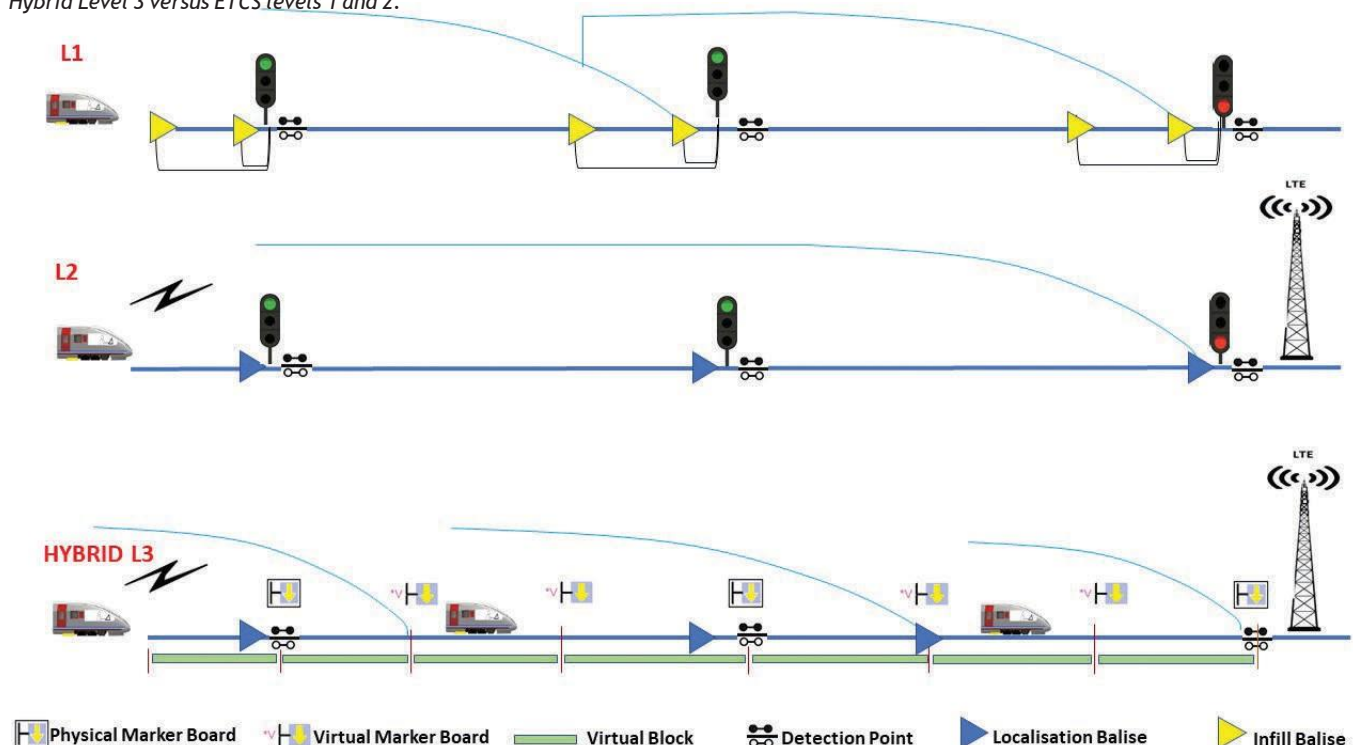 Hybrid Level 3 versus ETCS levels 1 and 2.
L1
LTE
L2
LTE
HYBRID L3
"V
"V
"V
"V
Physical Marker Board
"V
Virtual Marker Board
Virtual Block
Detection Point
Localisation Balise
Infill Balise